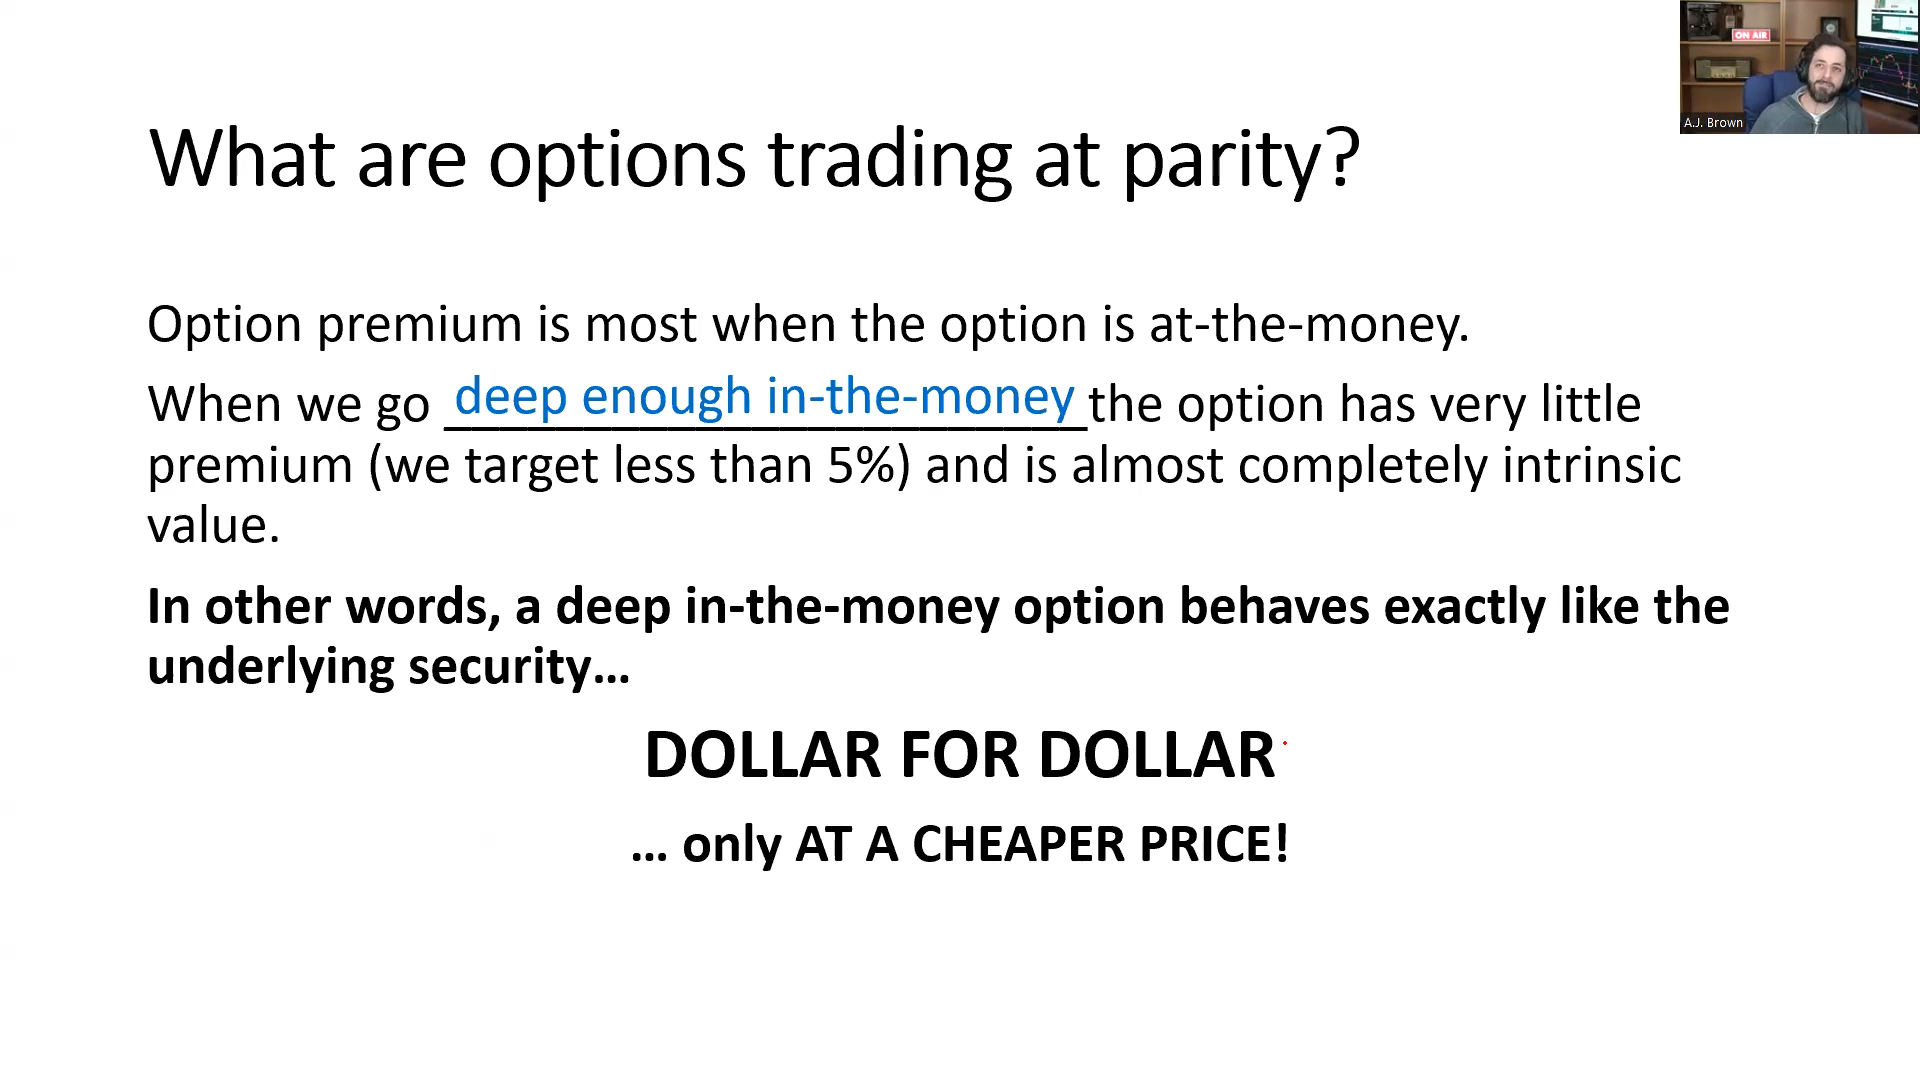 ON AIR
A.J. Brown
What are options trading at parity?
Option premium is most when the option is at-the-money.
When we go deep enough in-the-money the option has very little
premium (we target less than 5%) and is almost completely intrinsic
value.
In other words, a deep in-the-money option behaves exactly like the
underlying security...
DOLLAR FOR DOLLAR
... only AT A CHEAPER PRICE!